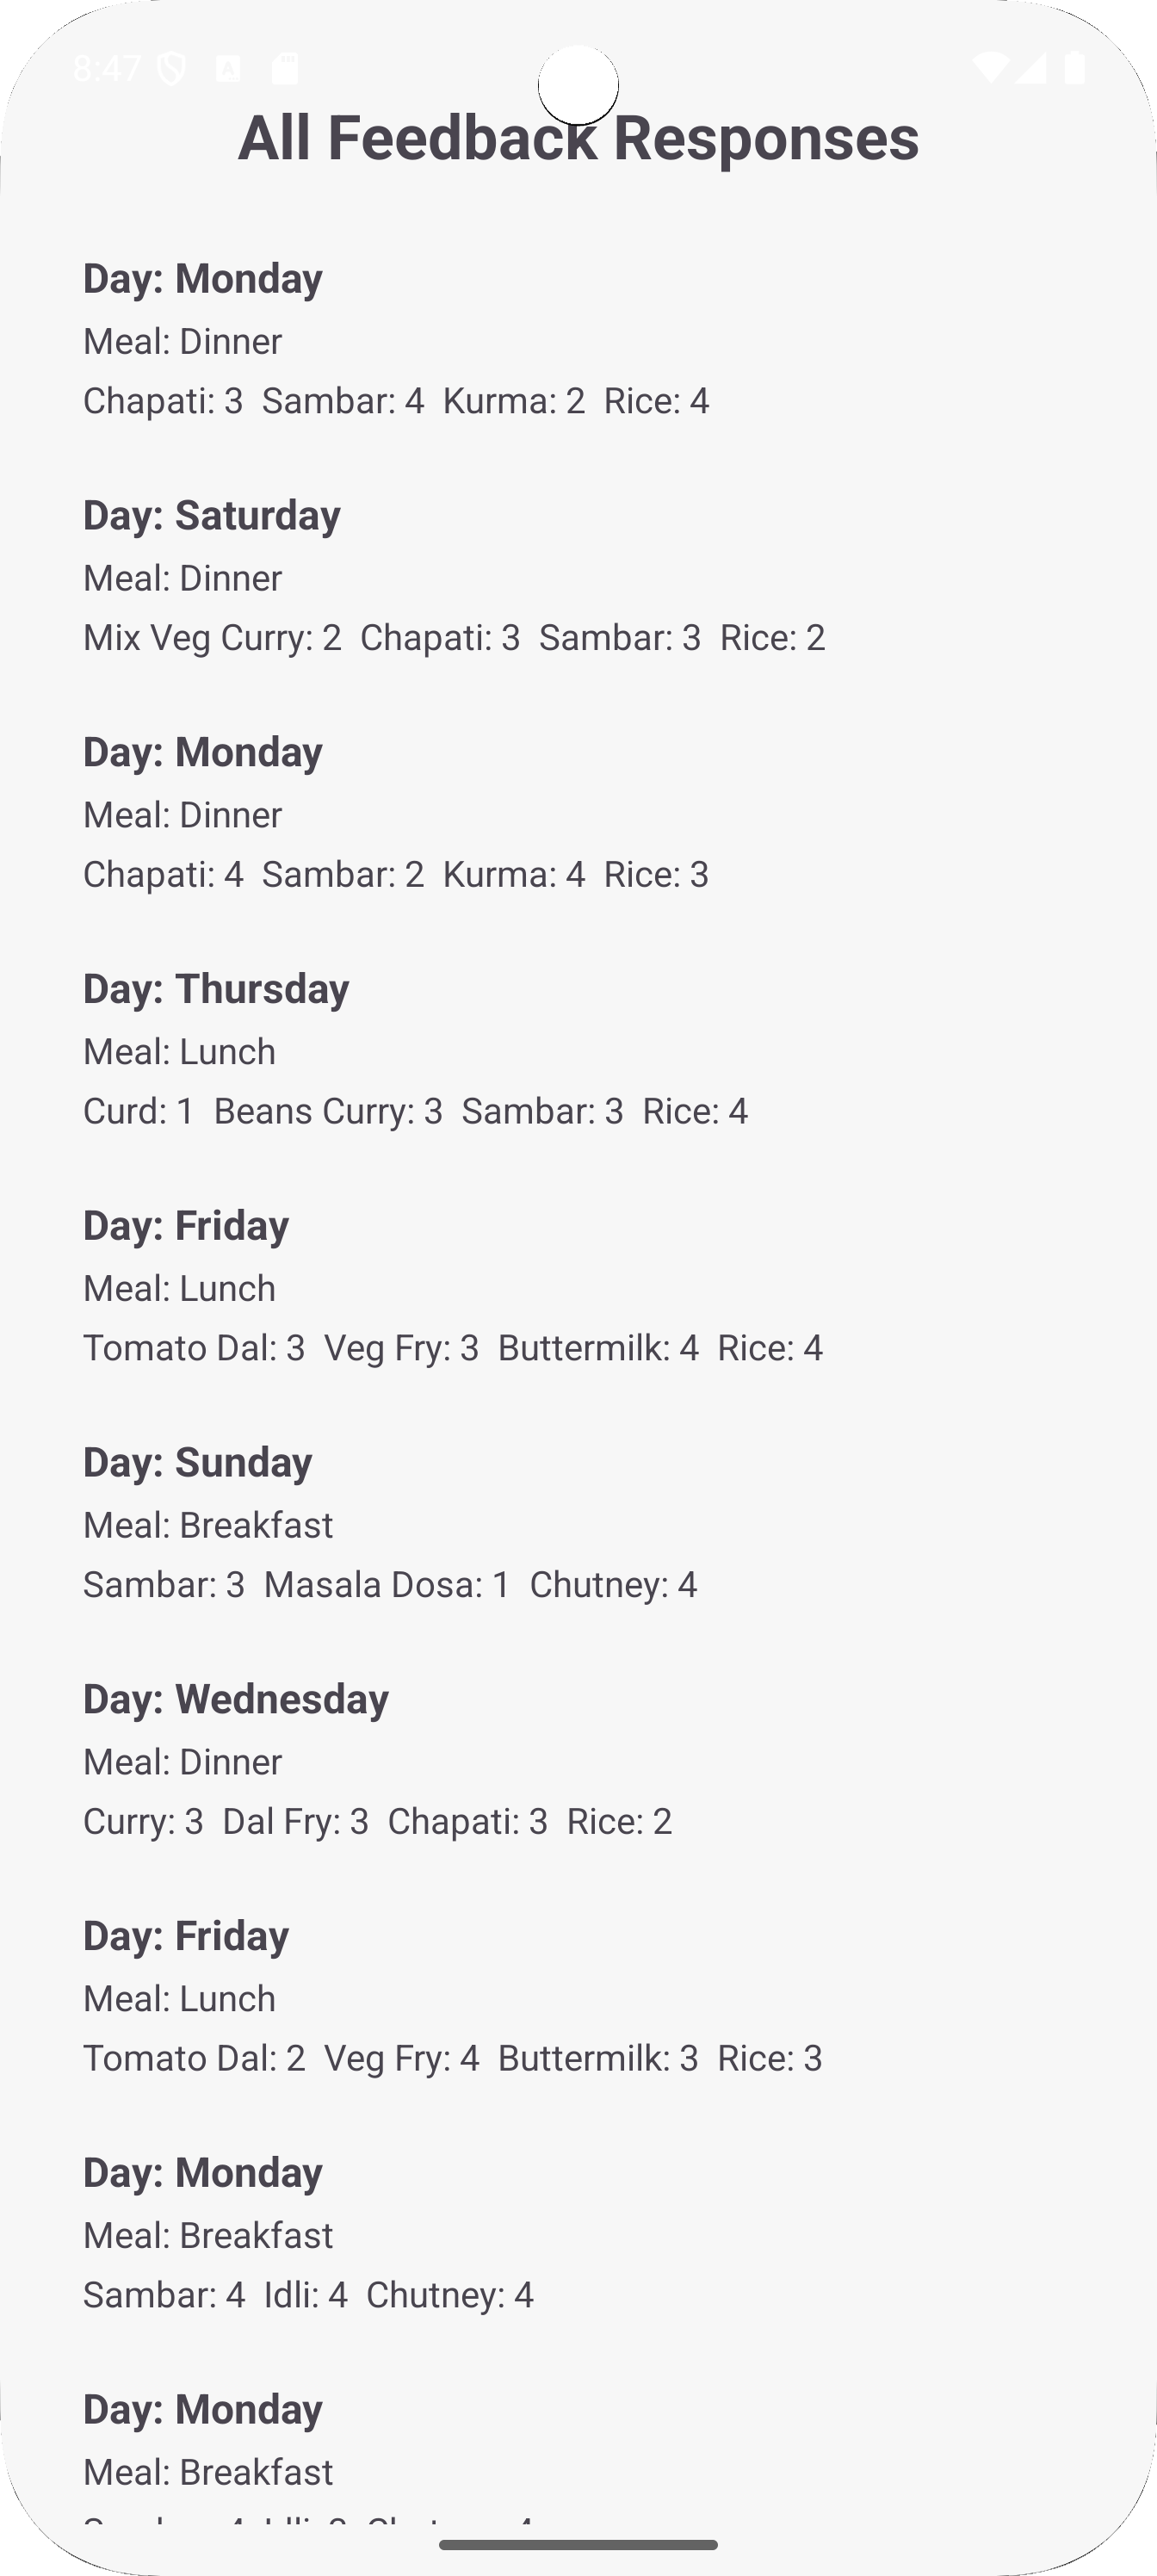 8:47
All Feedback Responses
Day: Monday
Meal: Dinner
Chapati: 3  Sambar: 4  Kurma: 2  Rice: 4
Day: Saturday
Meal: Dinner
Mix Veg Curry: 2  Chapati: 3  Sambar: 3  Rice: 2
Day: Monday
Meal: Dinner
Chapati: 4  Sambar: 2  Kurma: 4  Rice: 3
Day: Thursday
Meal: Lunch
Curd: 1  Beans Curry: 3  Sambar: 3  Rice: 4
Day: Friday
Meal: Lunch
Tomato Dal: 3  Veg Fry: 3  Buttermilk: 4  Rice: 4
Day: Sunday
Meal: Breakfast
Sambar: 3  Masala Dosa: 1  Chutney: 4
Day: Wednesday
Meal: Dinner
Curry: 3  Dal Fry: 3  Chapati: 3  Rice: 2
Day: Friday
Meal: Lunch
Tomato Dal: 2  Veg Fry: 4  Buttermilk: 3  Rice: 3
Day: Monday
Meal: Breakfast
Sambar: 4  Idli: 4  Chutney: 4
Day: Monday
Meal: Breakfast